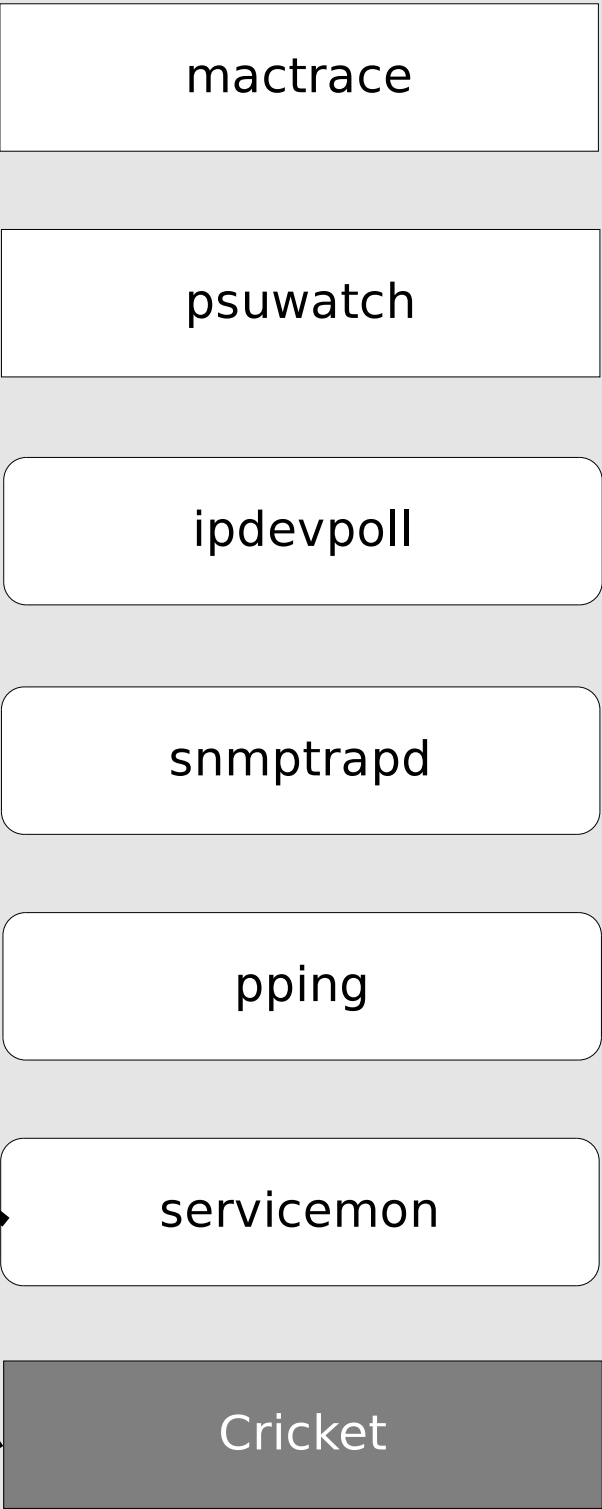 mactrace
psuwatch
ipdevpoll
snmptrapd
pping
servicemon
Cricket